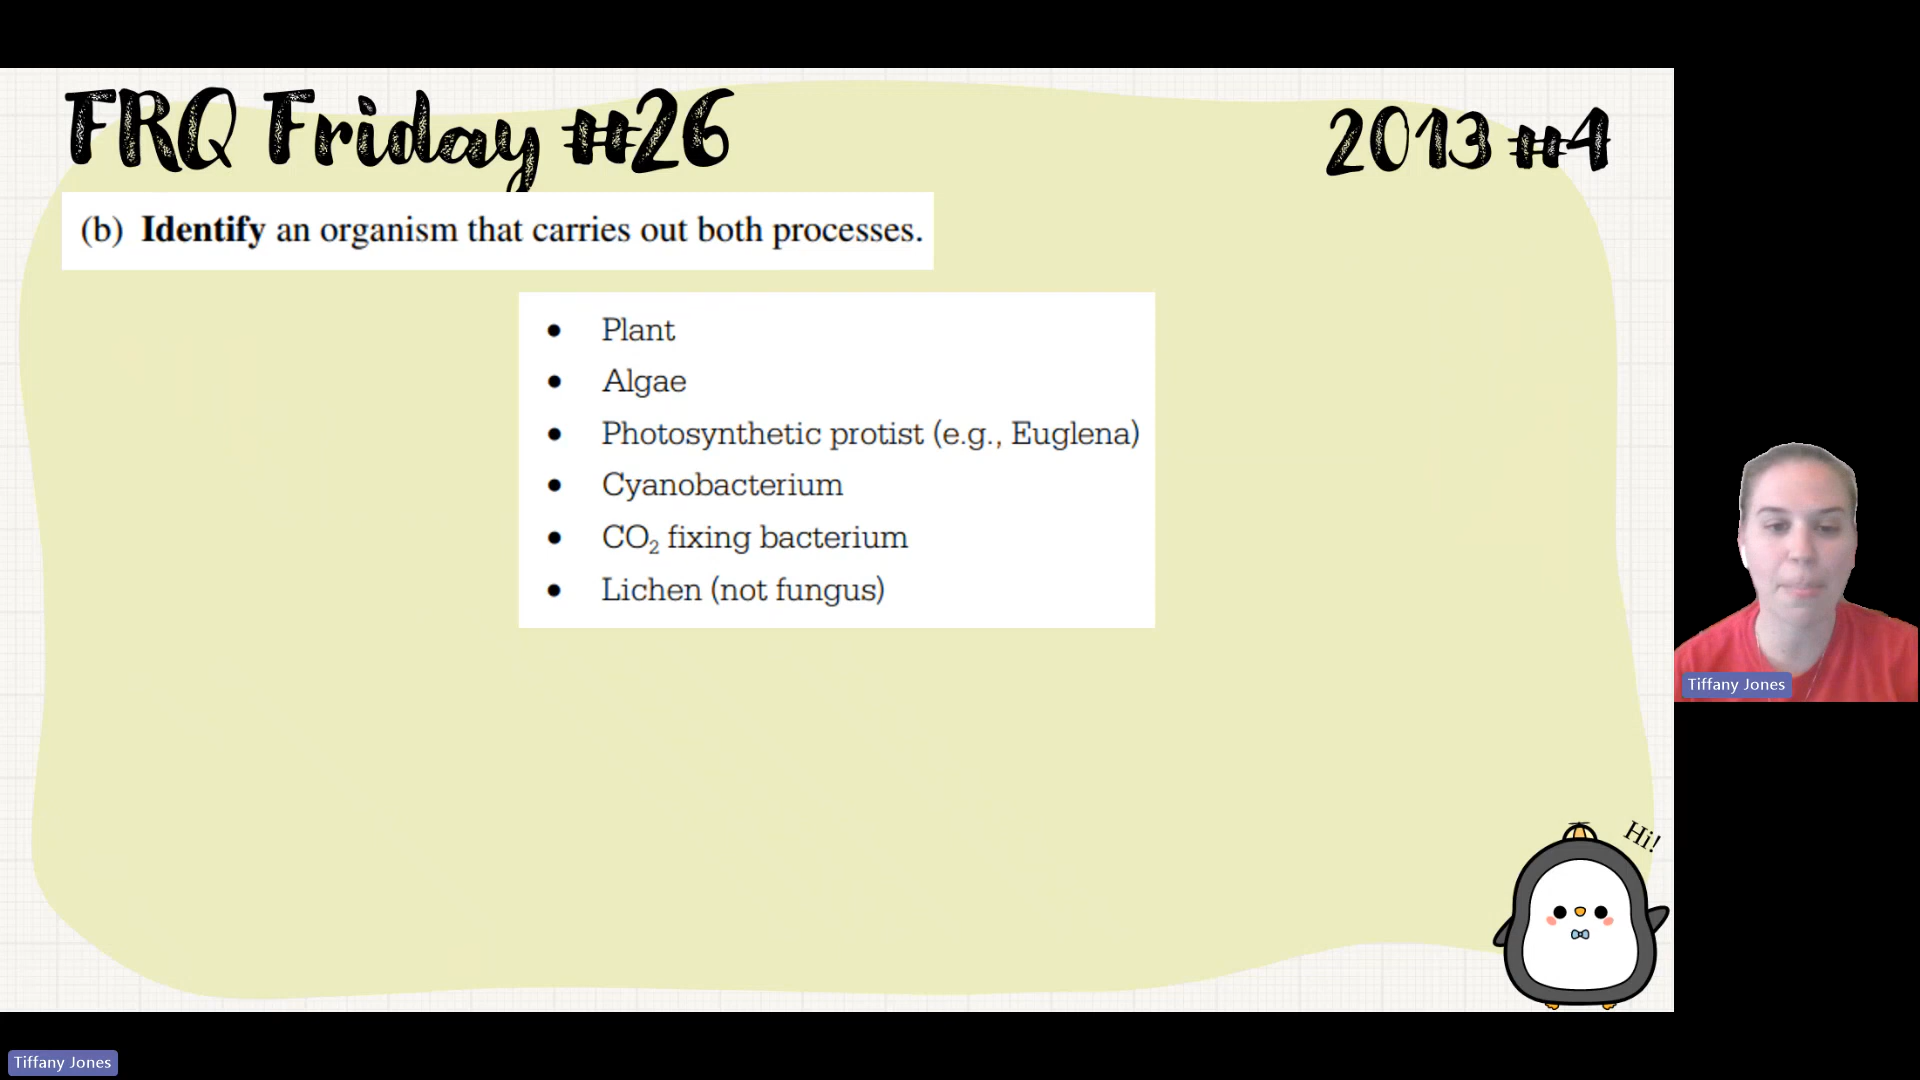 FRQ Friday #26
2013 #4
(b) Identify an organism that carries out both processes.
• Plant
• Algae
• Photosynthetic protist (e.g., Euglena)
• Cyanobacterium
• CO₂ fixing bacterium
• Lichen (not fungus)
Tiffany Jones
Hi!
Tiffany Jones